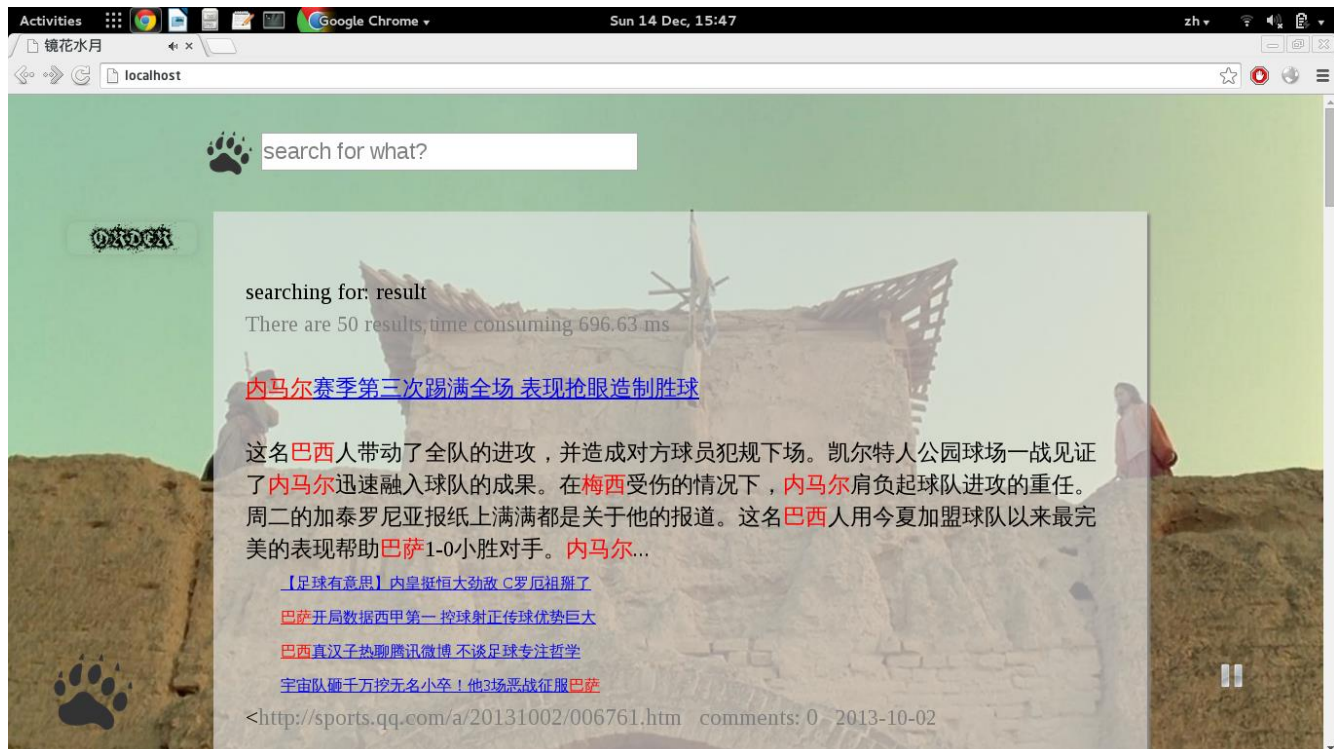 Activities Google Chrome Sun 14 Dec, 15:47 zh
镜花水月
localhost
search for what?
ORDER
searching for: result
There are 50 results,time consuming 696.63 ms
内马尔赛季第三次踢满全场 表现抢眼造制胜球
这名巴西人带动了全队的进攻，并造成对方球员犯规下场。凯尔特人公园球场一战见证
了内马尔迅速融入球队的成果。在梅西受伤的情况下，内马尔肩负起球队进攻的重任。
周二的加泰罗尼亚报纸上满满都是关于他的报道。这名巴西人用今夏加盟球队以来最完
美的表现帮助巴萨1-0小胜对手。内马尔...
【足球有意思】内皇挺恒大劲敌 C罗厄祖掰了
巴萨开局数据西甲第一 控球射正传球优势巨大
巴西真汉子热聊腾讯微博 不谈足球专注哲学
宇宙队砸千万挖无名小卒！他3场恶战征服巴萨
<http://sports.qq.com/a/20131002/006761.htm comments: 0 2013-10-02